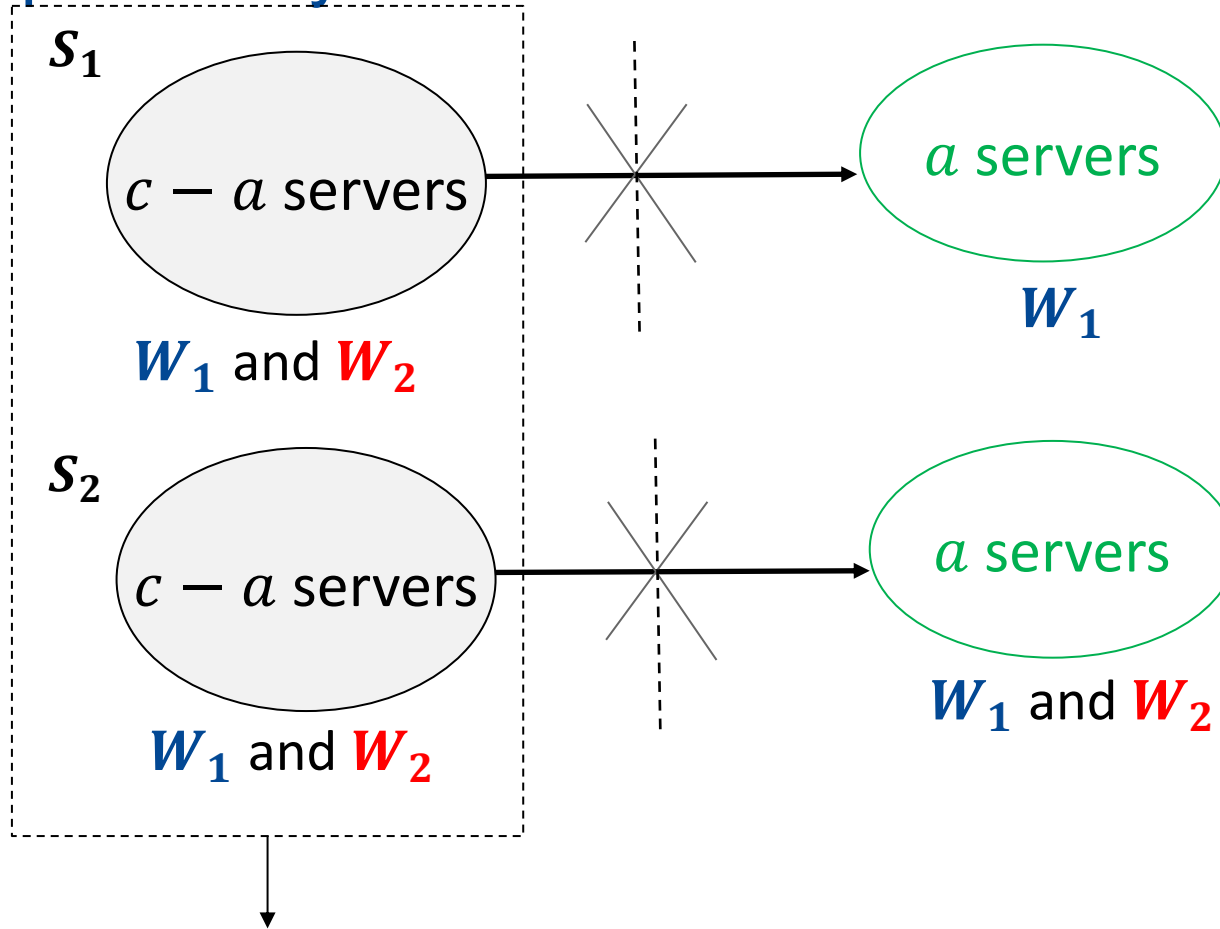 S₁
c − a servers
a servers
W₁
W₁ and W₂
S₂
c − a servers
a servers
W₁ and W₂
W₁ and W₂